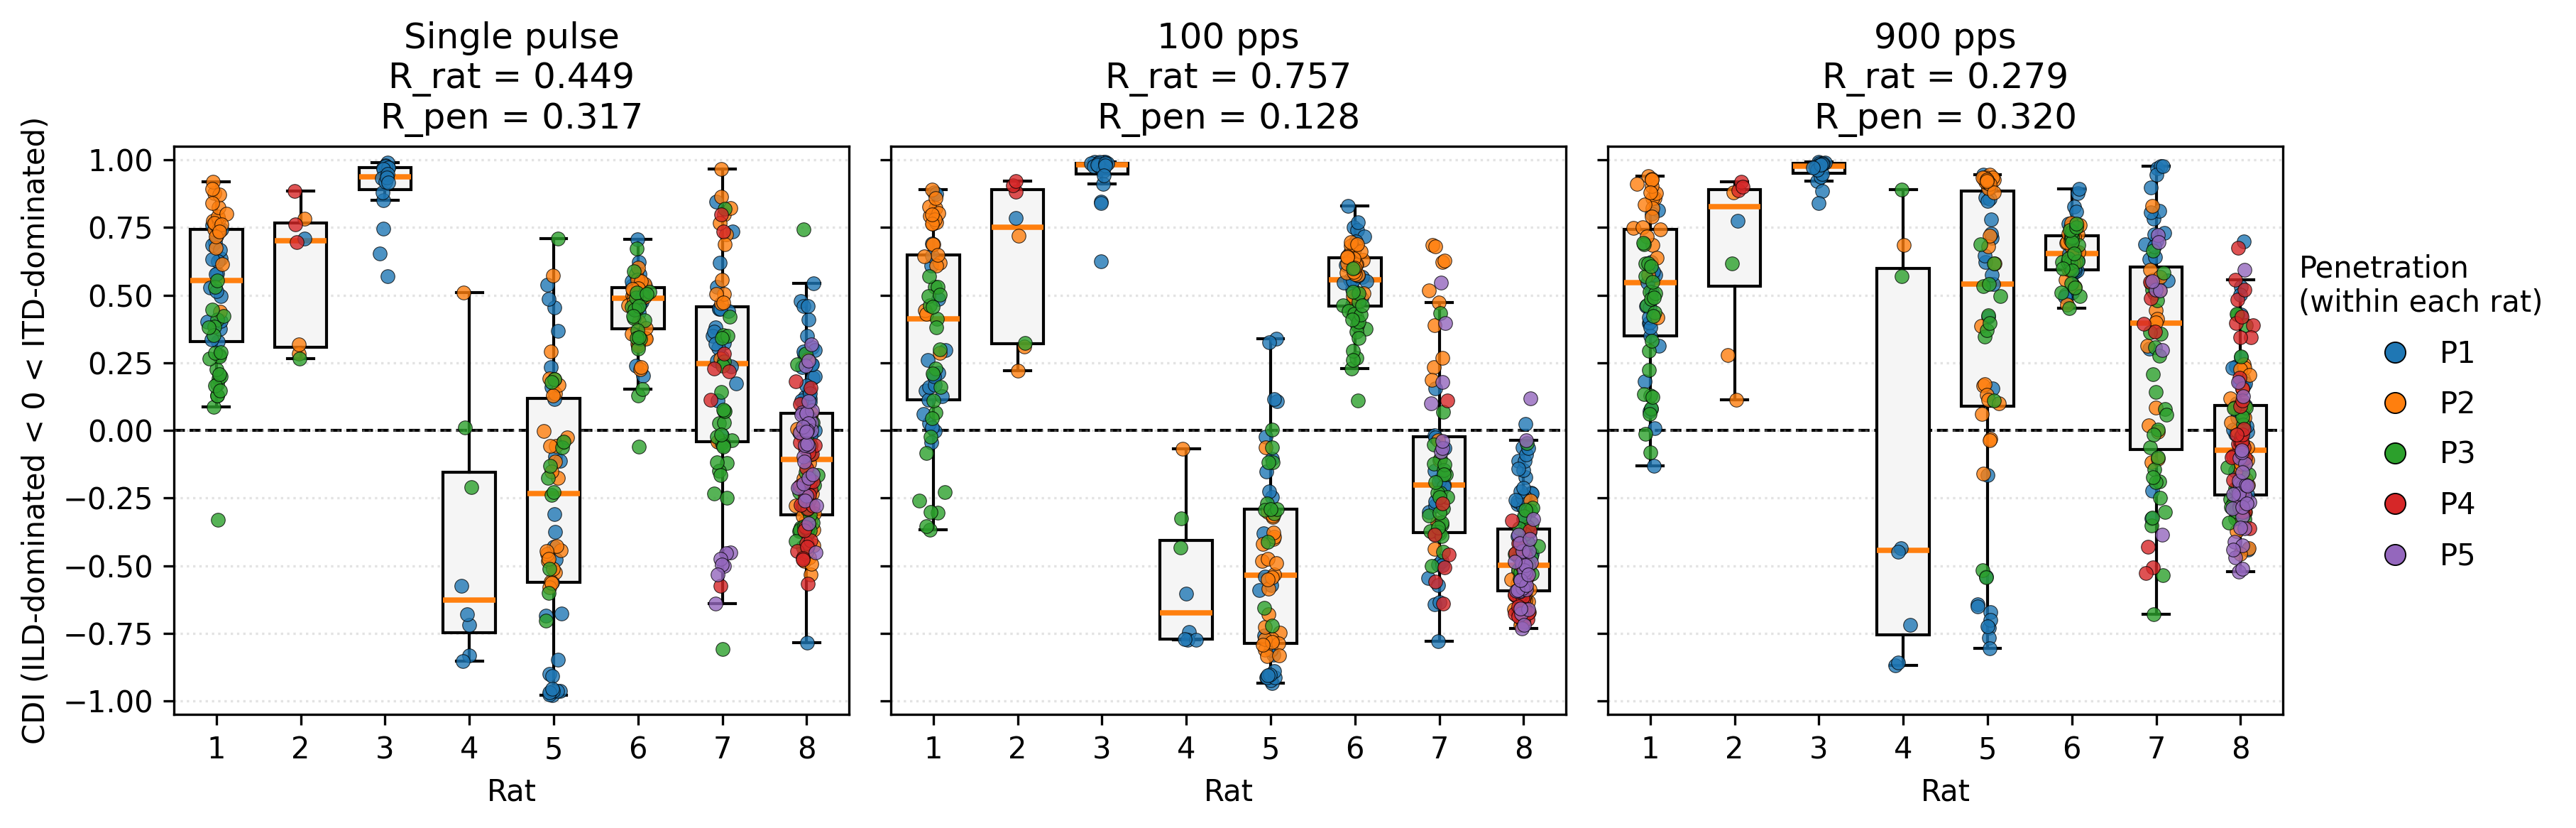 Single pulse
R_rat = 0.449
R_pen = 0.317
100 pps
R_rat = 0.757
R_pen = 0.128
900 pps
R_rat = 0.279
R_pen = 0.320
CDI (ILD-dominated < 0 < ITD-dominated)
1.00
0.75
0.50
0.25
0.00
−0.25
−0.50
−0.75
−1.00
1 2 3 4 5 6 7 8
Rat
1 2 3 4 5 6 7 8
Rat
1 2 3 4 5 6 7 8
Rat
Penetration
(within each rat)
P1
P2
P3
P4
P5